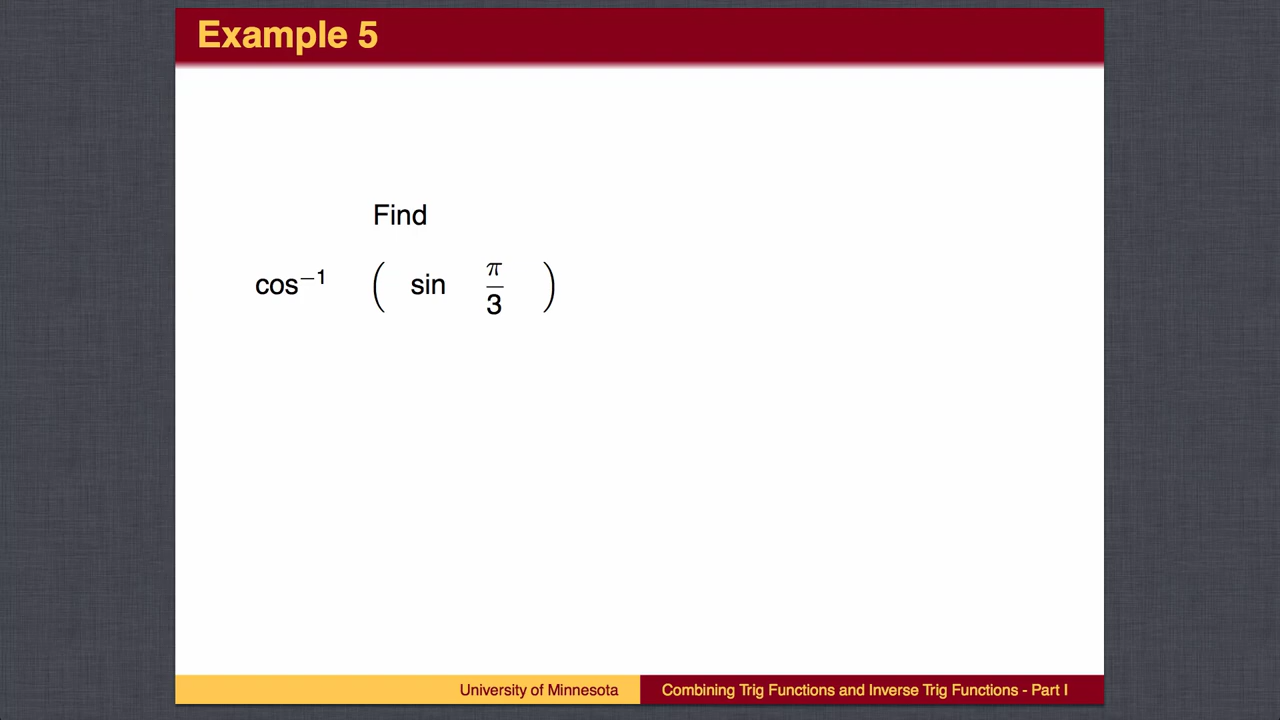 Example 5
Find
cos⁻¹ ( sin π/3 )
University of Minnesota
Combining Trig Functions and Inverse Trig Functions - Part I